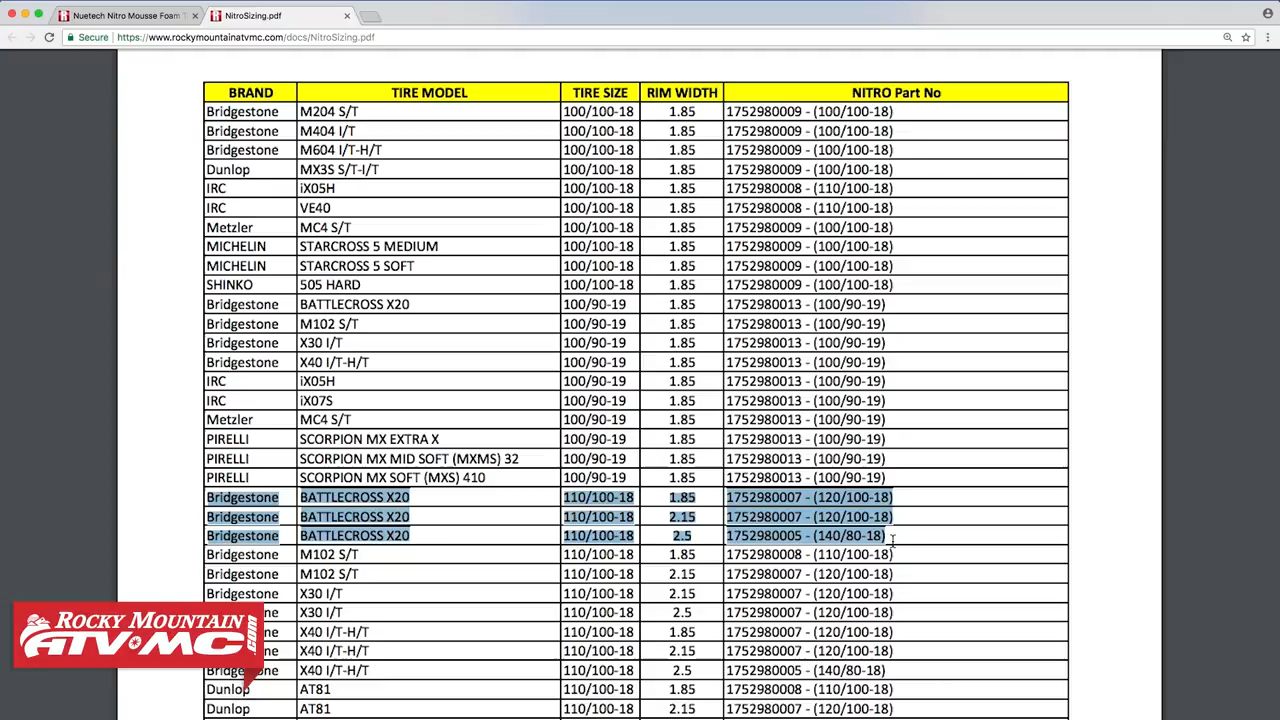 Nuetech Nitro Mousse Foam T
NitroSizing.pdf
Secure https://www.rockymountainatvmc.com/docs/NitroSizing.pdf
BRAND TIRE MODEL TIRE SIZE RIM WIDTH NITRO Part No
Bridgestone M204 S/T 100/100-18 1.85 1752980009 - (100/100-18)
Bridgestone M404 I/T 100/100-18 1.85 1752980009 - (100/100-18)
Bridgestone M604 I/T-H/T 100/100-18 1.85 1752980009 - (100/100-18)
Dunlop MX3S S/T-I/T 100/100-18 1.85 1752980009 - (100/100-18)
IRC iX05H 100/100-18 1.85 1752980008 - (110/100-18)
IRC VE40 100/100-18 1.85 1752980008 - (110/100-18)
Metzler MC4 S/T 100/100-18 1.85 1752980009 - (100/100-18)
MICHELIN STARCROSS 5 MEDIUM 100/100-18 1.85 1752980009 - (100/100-18)
MICHELIN STARCROSS 5 SOFT 100/100-18 1.85 1752980009 - (100/100-18)
SHINKO 505 HARD 100/100-18 1.85 1752980009 - (100/100-18)
Bridgestone BATTLECROSS X20 100/90-19 1.85 1752980013 - (100/90-19)
Bridgestone M102 S/T 100/90-19 1.85 1752980013 - (100/90-19)
Bridgestone X30 I/T 100/90-19 1.85 1752980013 - (100/90-19)
Bridgestone X40 I/T-H/T 100/90-19 1.85 1752980013 - (100/90-19)
IRC iX05H 100/90-19 1.85 1752980013 - (100/90-19)
IRC iX07S 100/90-19 1.85 1752980013 - (100/90-19)
Metzler MC4 S/T 100/90-19 1.85 1752980013 - (100/90-19)
PIRELLI SCORPION MX EXTRA X 100/90-19 1.85 1752980013 - (100/90-19)
PIRELLI SCORPION MX MID SOFT (MXMS) 32 100/90-19 1.85 1752980013 - (100/90-19)
PIRELLI SCORPION MX SOFT (MXS) 410 100/90-19 1.85 1752980013 - (100/90-19)
Bridgestone BATTLECROSS X20 110/100-18 1.85 1752980007 - (120/100-18)
Bridgestone BATTLECROSS X20 110/100-18 2.15 1752980007 - (120/100-18)
Bridgestone BATTLECROSS X20 110/100-18 2.5 1752980005 - (140/80-18)
Bridgestone M102 S/T 110/100-18 1.85 1752980008 - (110/100-18)
Bridgestone M102 S/T 110/100-18 2.15 1752980007 - (120/100-18)
Bridgestone X30 I/T 110/100-18 2.15 1752980007 - (120/100-18)
X30 I/T 110/100-18 2.5 1752980007 - (120/100-18)
X40 I/T-H/T 110/100-18 1.85 1752980007 - (120/100-18)
X40 I/T-H/T 110/100-18 2.15 1752980007 - (120/100-18)
X40 I/T-H/T 110/100-18 2.5 1752980005 - (140/80-18)
Dunlop AT81 110/100-18 1.85 1752980008 - (110/100-18)
Dunlop AT81 110/100-18 2.15 1752980007 - (120/100-18)
ROCKY MOUNTAIN
ATV MC .COM